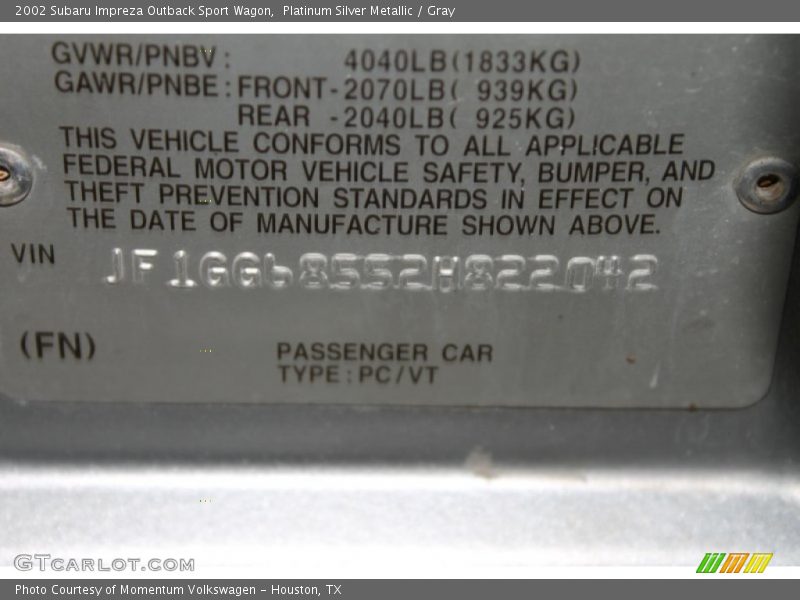 2002 Subaru Impreza Outback Sport Wagon,  Platinum Silver Metallic / Gray
GVWR/PNBV: 4040LB(1833KG)
GAWR/PNBE: FRONT-2070LB( 939KG)
REAR -2040LB( 925KG)
THIS VEHICLE CONFORMS TO ALL APPLICABLE
FEDERAL MOTOR VEHICLE SAFETY, BUMPER, AND
THEFT PREVENTION STANDARDS IN EFFECT ON
THE DATE OF MANUFACTURE SHOWN ABOVE.
VIN JF1GG68552H822042
(FN) PASSENGER CAR
TYPE:PC/VT
GTCARLOT.COM
Photo Courtesy of Momentum Volkswagen - Houston, TX